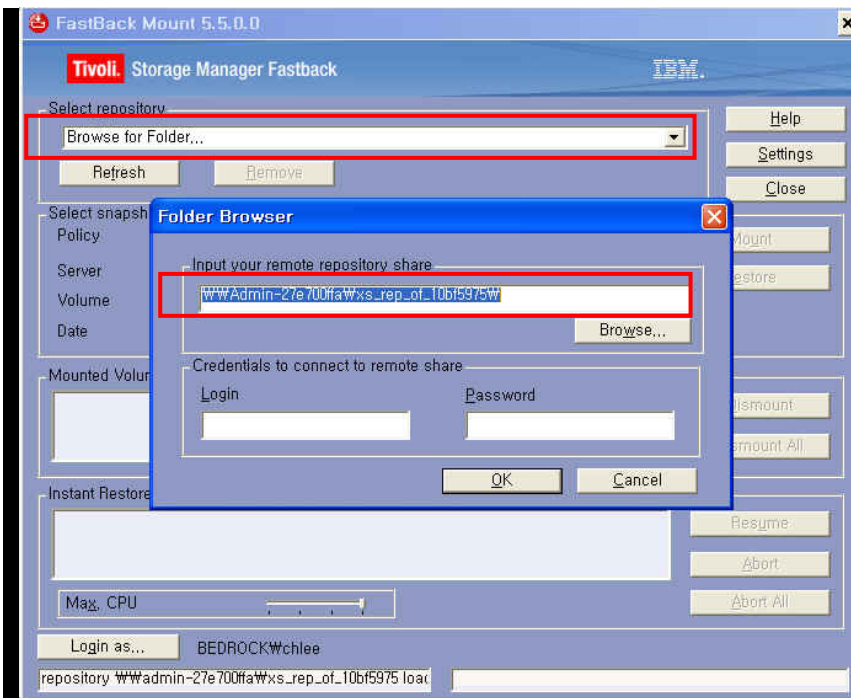 FastBack Mount 5.5.0.0
Tivoli. Storage Manager Fastback
IBM.
Select repository
Browse for Folder...
Refresh
Remove
Help
Settings
Close
Select snapsh
Policy
Server
Volume
Date
Mount
estore
Folder Browser
Input your remote repository share
₩₩Admin-27e700ffa₩xs_rep_of_10bf5975₩
Browse...
Credentials to connect to remote share
Login
Password
OK
Cancel
Mounted Volum
ismount
smount All
Instant Restore
Resume
Abort
Abort All
Max. CPU
Login as...
BEDROCK₩chlee
repository ₩₩admin-27e700ffa₩xs_rep_of_10bf5975 load